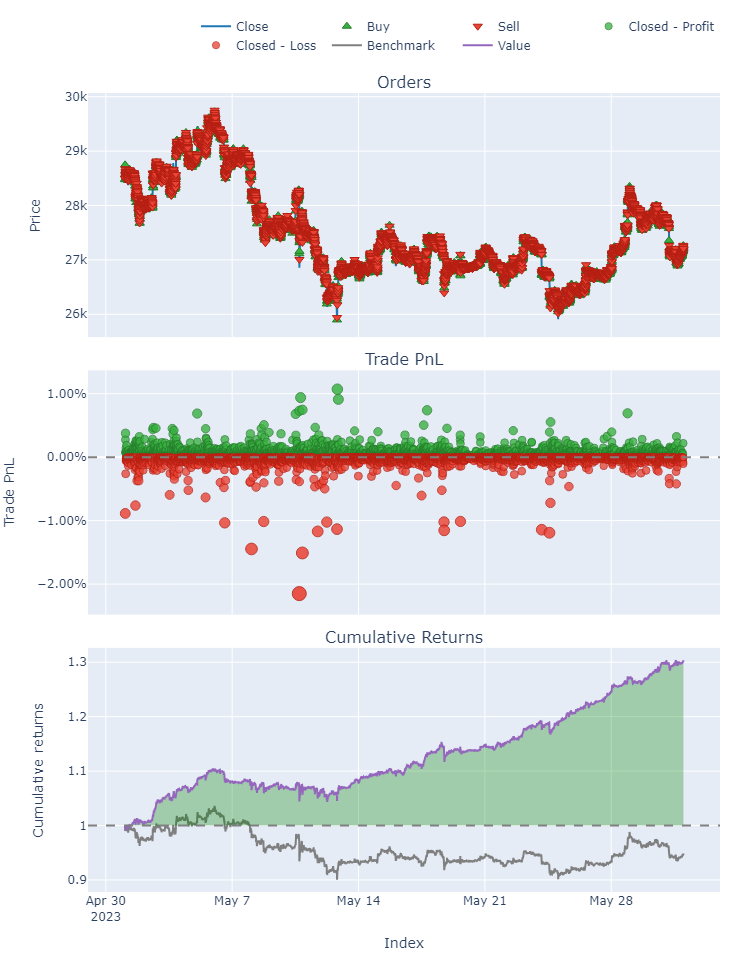 Close Buy Sell Closed - Profit
Closed - Loss Benchmark Value
Orders
30k
29k
28k
27k
26k
Price
Trade PnL
1.00%
0.00%
−1.00%
−2.00%
Trade PnL
Cumulative Returns
1.3
1.2
1.1
1
0.9
Cumulative returns
Apr 30 May 7 May 14 May 21 May 28
2023
Index